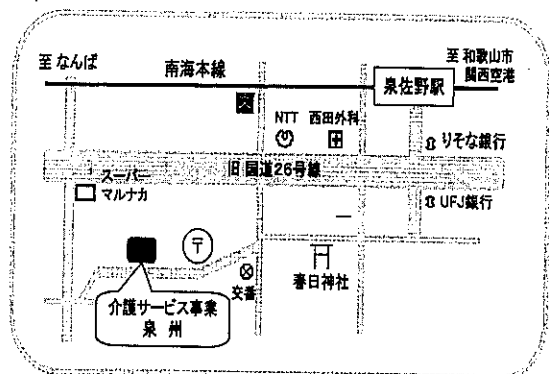 至 なんば
南海本線
至 和歌山市
関西空港
泉佐野駅
文
NTT
西田外科
りそな銀行
旧 国道26号線
スーパー
マルナカ
UFJ銀行
〒
交番
春日神社
介護サービス事業
泉 州